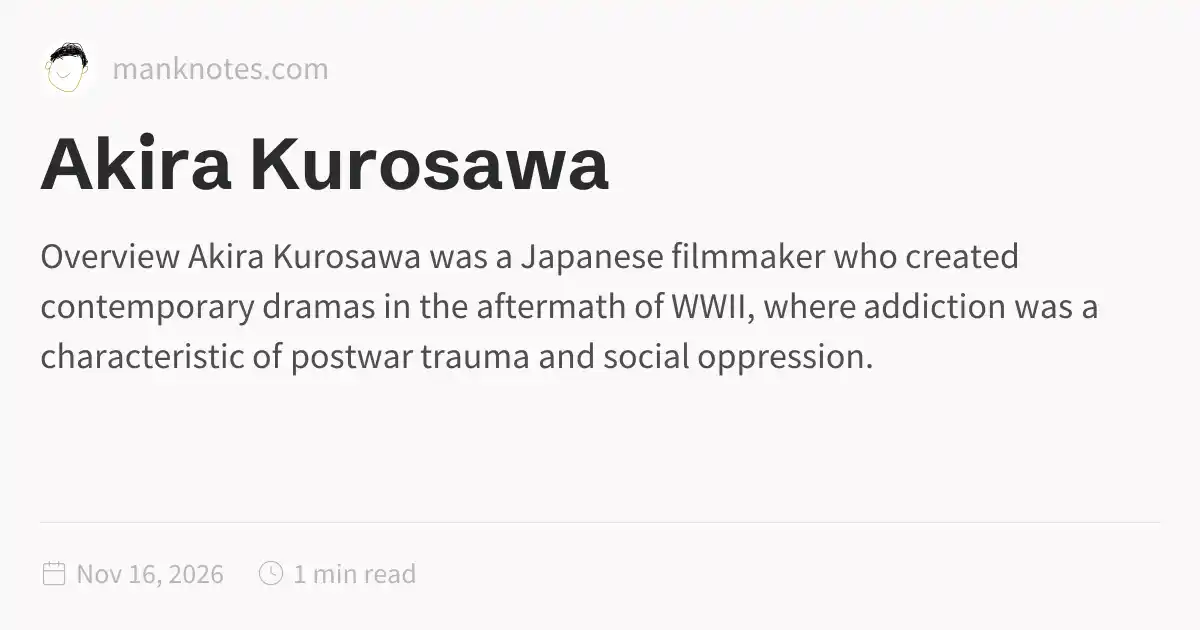 manknotes.com
Akira Kurosawa
Overview Akira Kurosawa was a Japanese filmmaker who created
contemporary dramas in the aftermath of WWII, where addiction was a
characteristic of postwar trauma and social oppression.
Nov 16, 2026 1 min read